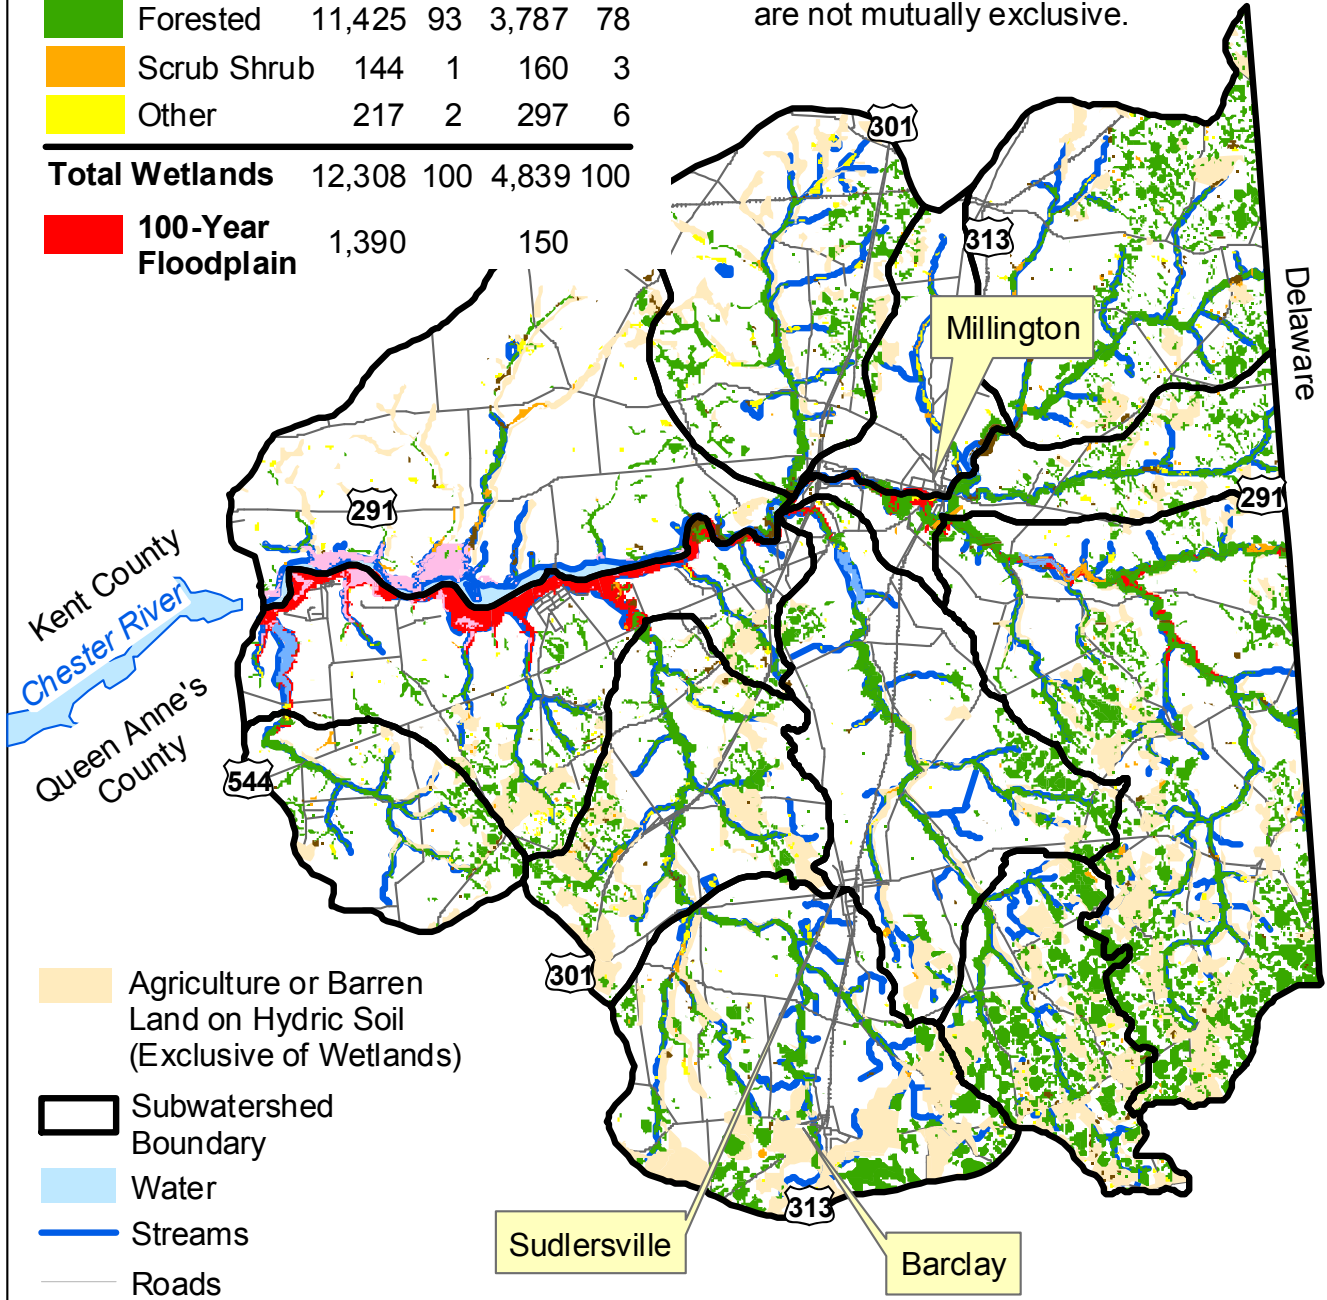 Forested 11,425 93 3,787 78
are not mutually exclusive.
Scrub Shrub 144 1 160 3
Other 217 2 297 6
Total Wetlands 12,308 100 4,839 100
100-Year
Floodplain 1,390 150
301
313
Delaware
Millington
291
291
Kent County
Chester River
Queen Anne's
County
544
301
Agriculture or Barren
Land on Hydric Soil
(Exclusive of Wetlands)
Subwatershed
Boundary
Water
Streams
Roads
313
Sudlersville
Barclay